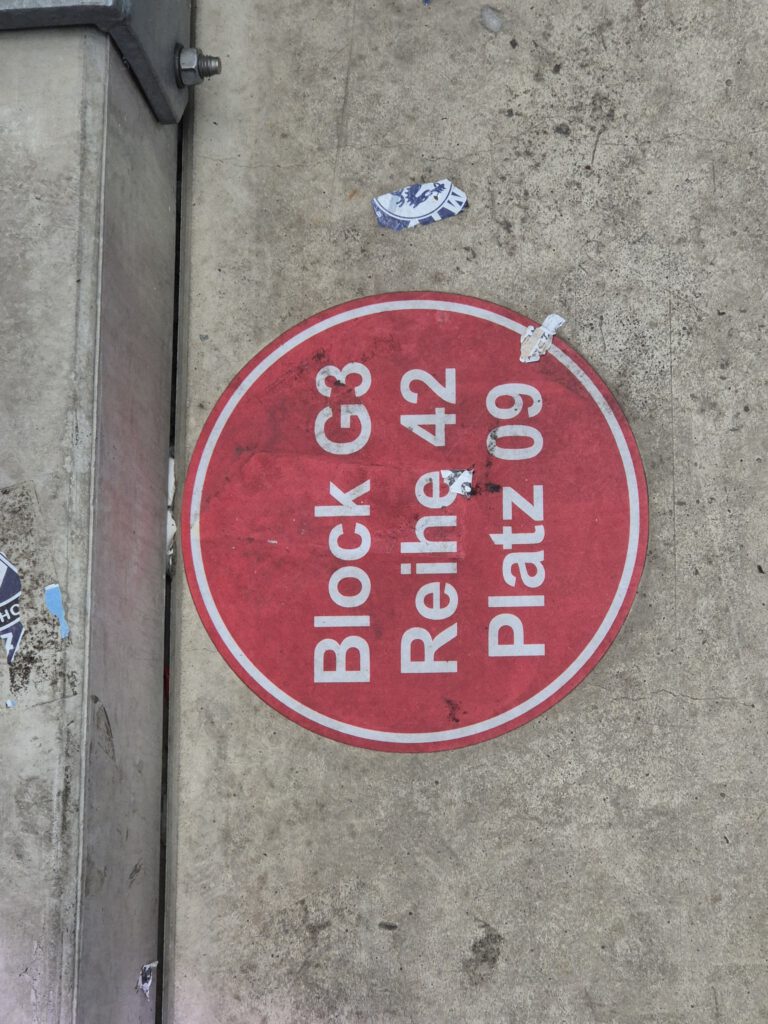 Block G3
Reihe 42
Platz 09